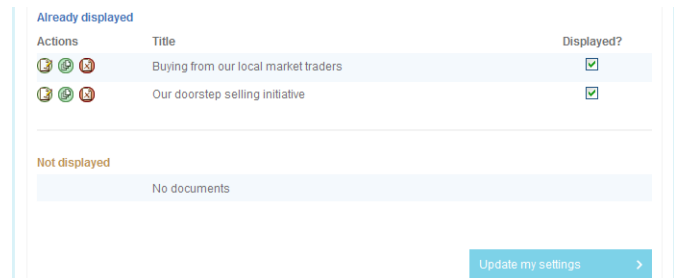 Already displayed
Actions Title Displayed?
Buying from our local market traders
Our doorstep selling initiative
Not displayed
No documents
Update my settings